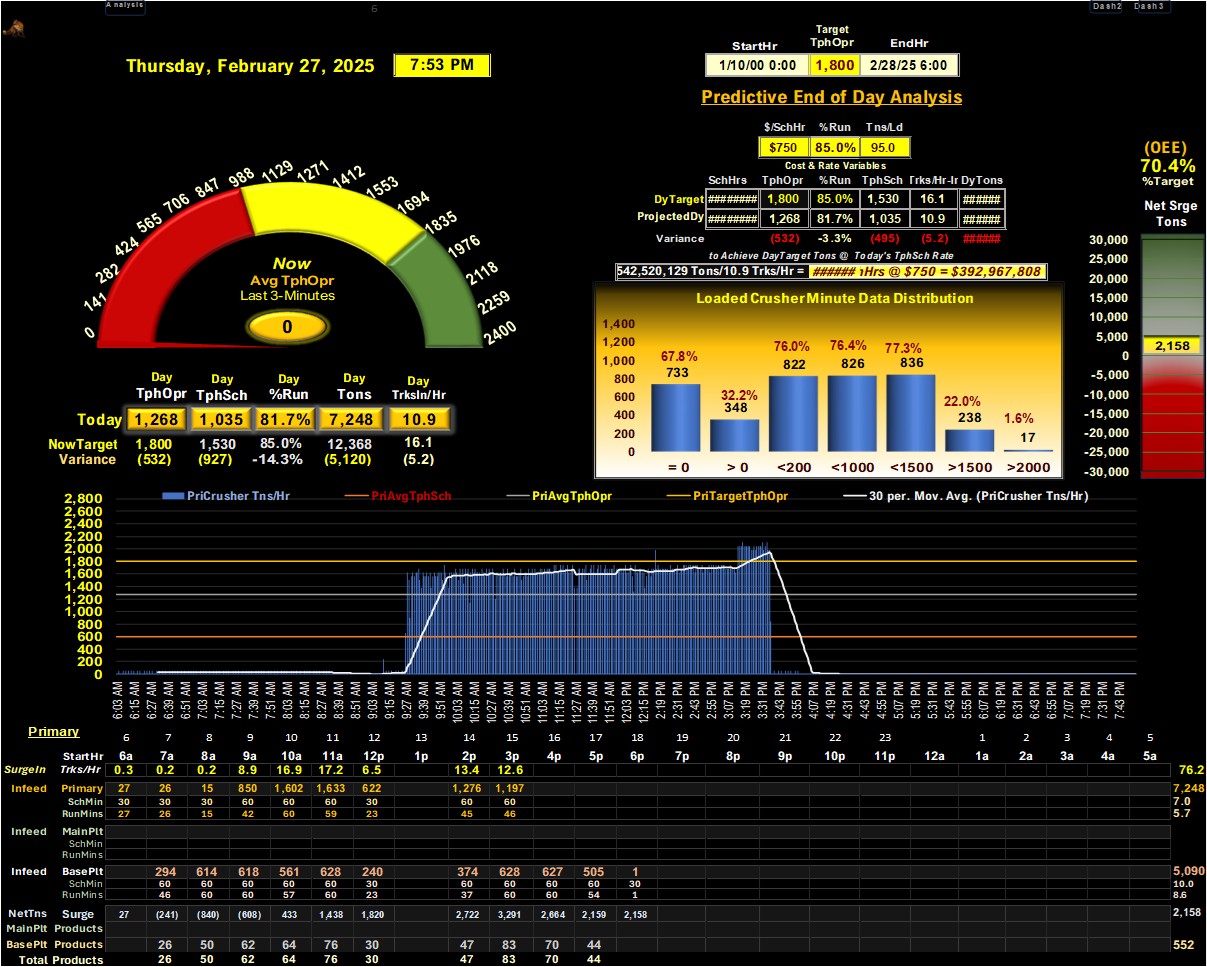 Analysis
6
Dash2 Dash3
Thursday, February 27, 2025 7:53 PM
StartHr Target TphOpr EndHr
1/10/00 0:00 1,800 2/28/25 6:00
Predictive End of Day Analysis
$/SchHr %Run Tns/Ld
$750 85.0% 95.0
Cost & Rate Variables
SchHrs TphOpr %Run TphSch Trks/Hr-Ir DyTons
DyTarget ######## 1,800 85.0% 1,530 16.1 ######
ProjectedDy ######## 1,268 81.7% 1,035 10.9 ######
Variance (532) -3.3% (495) (5.2) ######
to Achieve DayTarget Tons @ Today's TphSch Rate
542,520,129 Tons/10.9 Trks/Hr = ###### Hrs @ $750 = $392,967,808
(OEE)
70.4%
%Target
Net Srge
Tons
30,000
25,000
20,000
15,000
10,000
5,000
2,158
0
-5,000
-10,000
-15,000
-20,000
-25,000
-30,000
0 141 282 424 565 706 847 988 1129 1271 1412 1553 1694 1835 1976 2118 2259 2400
Now
Avg TphOpr
Last 3-Minutes
0
Day Day Day Day Day
TphOpr TphSch %Run Tons TrksIn/Hr
Today 1,268 1,035 81.7% 7,248 10.9
NowTarget 1,800 1,530 85.0% 12,368 16.1
Variance (532) (927) -14.3% (5,120) (5.2)
Loaded Crusher Minute Data Distribution
1,400
1,200
1,000
800
600
400
200
0
67.8% 32.2% 76.0% 76.4% 77.3% 22.0% 1.6%
733 348 822 826 836 238 17
= 0 > 0 <200 <1000 <1500 >1500 >2000
PriCrusher Tns/Hr PriAvgTphSch PriAvgTphOpr PriTargetTphOpr 30 per. Mov. Avg. (PriCrusher Tns/Hr)
2,800
2,600
2,400
2,200
2,000
1,800
1,600
1,400
1,200
1,000
800
600
400
200
0
6:03 AM 6:15 AM 6:27 AM 6:39 AM 6:51 AM 7:03 AM 7:15 AM 7:27 AM 7:39 AM 7:51 AM 8:03 AM 8:15 AM 8:27 AM 8:39 AM 8:51 AM 9:03 AM 9:15 AM 9:27 AM 9:39 AM 9:51 AM 10:03 AM 10:15 AM 10:27 AM 10:39 AM 10:51 AM 11:03 AM 11:15 AM 11:27 AM 11:39 AM 11:51 AM 12:03 PM 12:15 PM 2:19 PM 2:31 PM 2:43 PM 2:55 PM 3:07 PM 3:19 PM 3:31 PM 3:43 PM 3:55 PM 4:07 PM 4:19 PM 4:31 PM 4:43 PM 4:55 PM 5:07 PM 5:19 PM 5:31 PM 5:43 PM 5:55 PM 6:07 PM 6:19 PM 6:31 PM 6:43 PM 6:55 PM 7:07 PM 7:19 PM 7:31 PM 7:43 PM
Primary 6 7 8 9 10 11 12 13 14 15 16 17 18 19 20 21 22 23 1 2 3 4 5
StartHr 6a 7a 8a 9a 10a 11a 12p 1p 2p 3p 4p 5p 6p 7p 8p 9p 10p 11p 12a 1a 2a 3a 4a 5a
SurgeIn Trks/Hr 0.3 0.2 0.2 8.9 16.9 17.2 6.5 13.4 12.6 76.2
Infeed Primary 27 26 15 850 1,602 1,633 622 1,276 1,197 7,248
SchMin 30 30 30 60 60 60 30 60 60 7.0
RunMins 27 26 15 42 60 59 23 45 46 5.7
Infeed MainPlt
SchMin
RunMins
Infeed BasePlt 294 614 618 561 628 240 374 628 627 505 1 5,090
SchMin 60 60 60 60 60 30 60 60 60 60 30 10.0
RunMins 46 60 60 57 60 23 37 60 60 54 1 8.6
NetTns Surge 27 (241) (840) (608) 433 1,438 1,820 2,722 3,291 2,664 2,159 2,158 2,158
MainPlt Products
BasePlt Products 26 50 62 64 76 30 47 83 70 44 552
Total Products 26 50 62 64 76 30 47 83 70 44